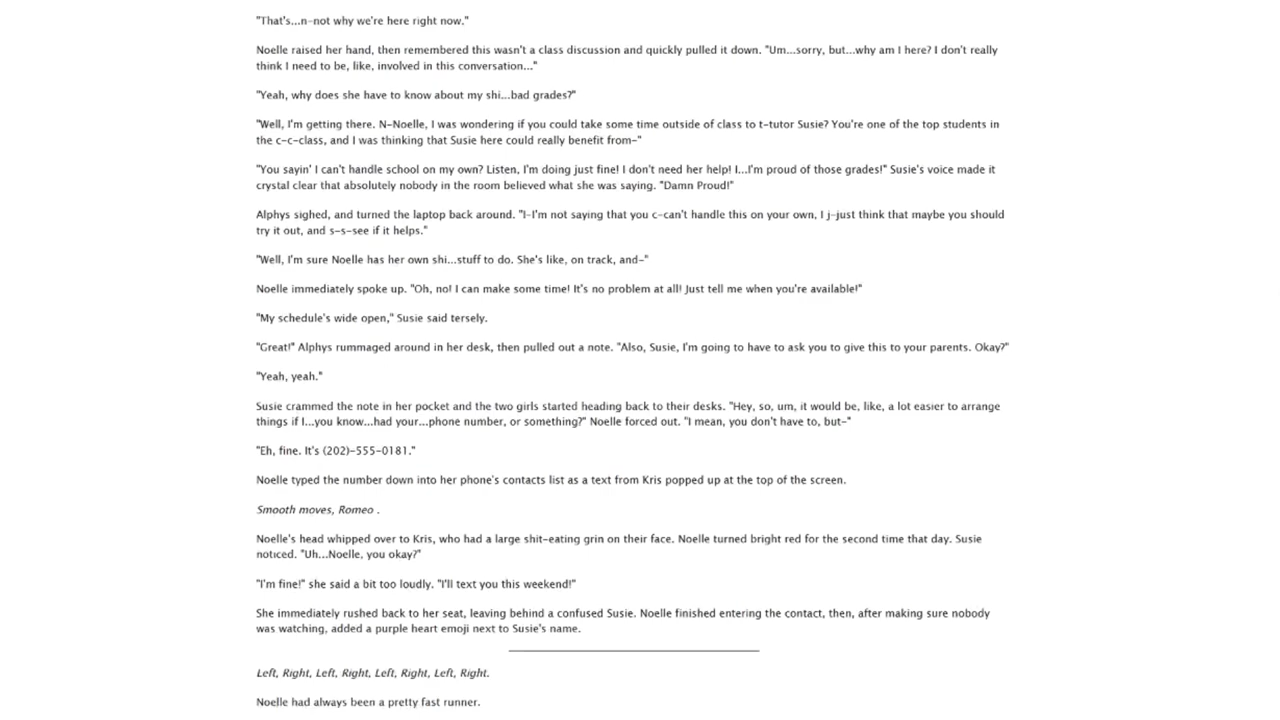 "That's...n-not why we're here right now."
Noelle raised her hand, then remembered this wasn't a class discussion and quickly pulled it down. "Um...sorry, but...why am I here? I don't really
think I need to be, like, involved in this conversation..."
"Yeah, why does she have to know about my shi...bad grades?"
"Well, I'm getting there. N-Noelle, I was wondering if you could take some time outside of class to t-tutor Susie? You're one of the top students in
the c-c-class, and I was thinking that Susie here could really benefit from-"
"You sayin' I can't handle school on my own? Listen, I'm doing just fine! I don't need her help! I...I'm proud of those grades!" Susie's voice made it
crystal clear that absolutely nobody in the room believed what she was saying. "Damn Proud!"
Alphys sighed, and turned the laptop back around. "I-I'm not saying that you c-can't handle this on your own, I j-just think that maybe you should
try it out, and s-s-see if it helps."
"Well, I'm sure Noelle has her own shi...stuff to do. She's like, on track, and-"
Noelle immediately spoke up. "Oh, no! I can make some time! It's no problem at all! Just tell me when you're available!"
"My schedule's wide open," Susie said tersely.
"Great!" Alphys rummaged around in her desk, then pulled out a note. "Also, Susie, I'm going to have to ask you to give this to your parents. Okay?"
"Yeah, yeah."
Susie crammed the note in her pocket and the two girls started heading back to their desks. "Hey, so, um, it would be, like, a lot easier to arrange
things if I...you know...had your...phone number, or something?" Noelle forced out. "I mean, you don't have to, but-"
"Eh, fine. It's (202)-555-0181."
Noelle typed the number down into her phone's contacts list as a text from Kris popped up at the top of the screen.
Smooth moves, Romeo .
Noelle's head whipped over to Kris, who had a large shit-eating grin on their face. Noelle turned bright red for the second time that day. Susie
noticed. "Uh...Noelle, you okay?"
"I'm fine!" she said a bit too loudly. "I'll text you this weekend!"
She immediately rushed back to her seat, leaving behind a confused Susie. Noelle finished entering the contact, then, after making sure nobody
was watching, added a purple heart emoji next to Susie's name.
Left, Right, Left, Right, Left, Right, Left, Right.
Noelle had always been a pretty fast runner.